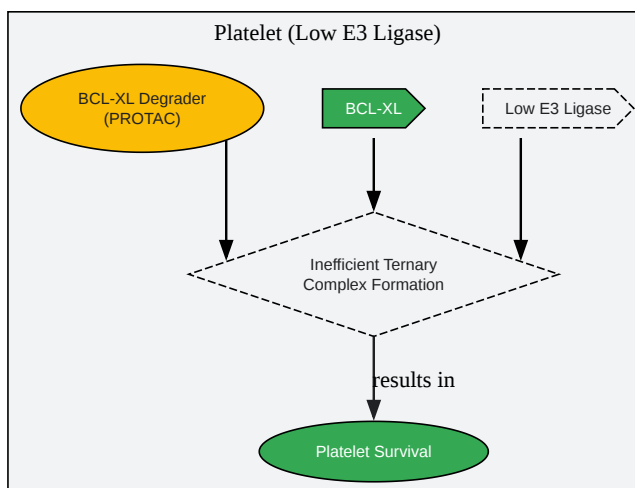 Platelet (Low E3 Ligase)
BCL-XL Degrader
(PROTAC)
BCL-XL
Low E3 Ligase
Inefficient Ternary
Complex Formation
results in
Platelet Survival